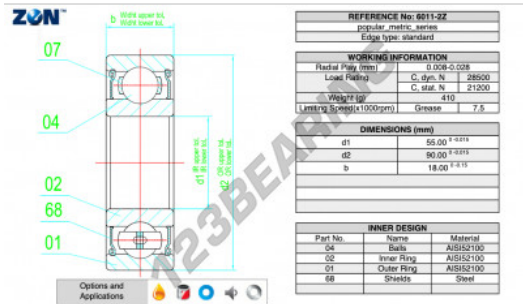 ZEN
b Width upper tol.
Width lower tol.
07
04
02
68
01
d1 IR upper tol.
IR lower tol.
d2 OR upper tol.
OR lower tol.
123BEARING
Options and
Applications
REFERENCE No: 6011-2Z
popular_metric_series
Edge type: standard
WORKING INFORMATION
Radial Play (mm) 0.008-0.028
Load Rating C, dyn. N 28500
C, stat. N 21200
Weight (g) 410
Limiting Speed(x1000rpm) Grease 7.5
DIMENSIONS (mm)
d1 55.00 0 -0.015
d2 90.00 0 -0.015
b 18.00 0 -0.15
INNER DESIGN
Part No. Name Material
04 Balls AISI52100
02 Inner Ring AISI52100
01 Outer Ring AISI52100
68 Shields Steel